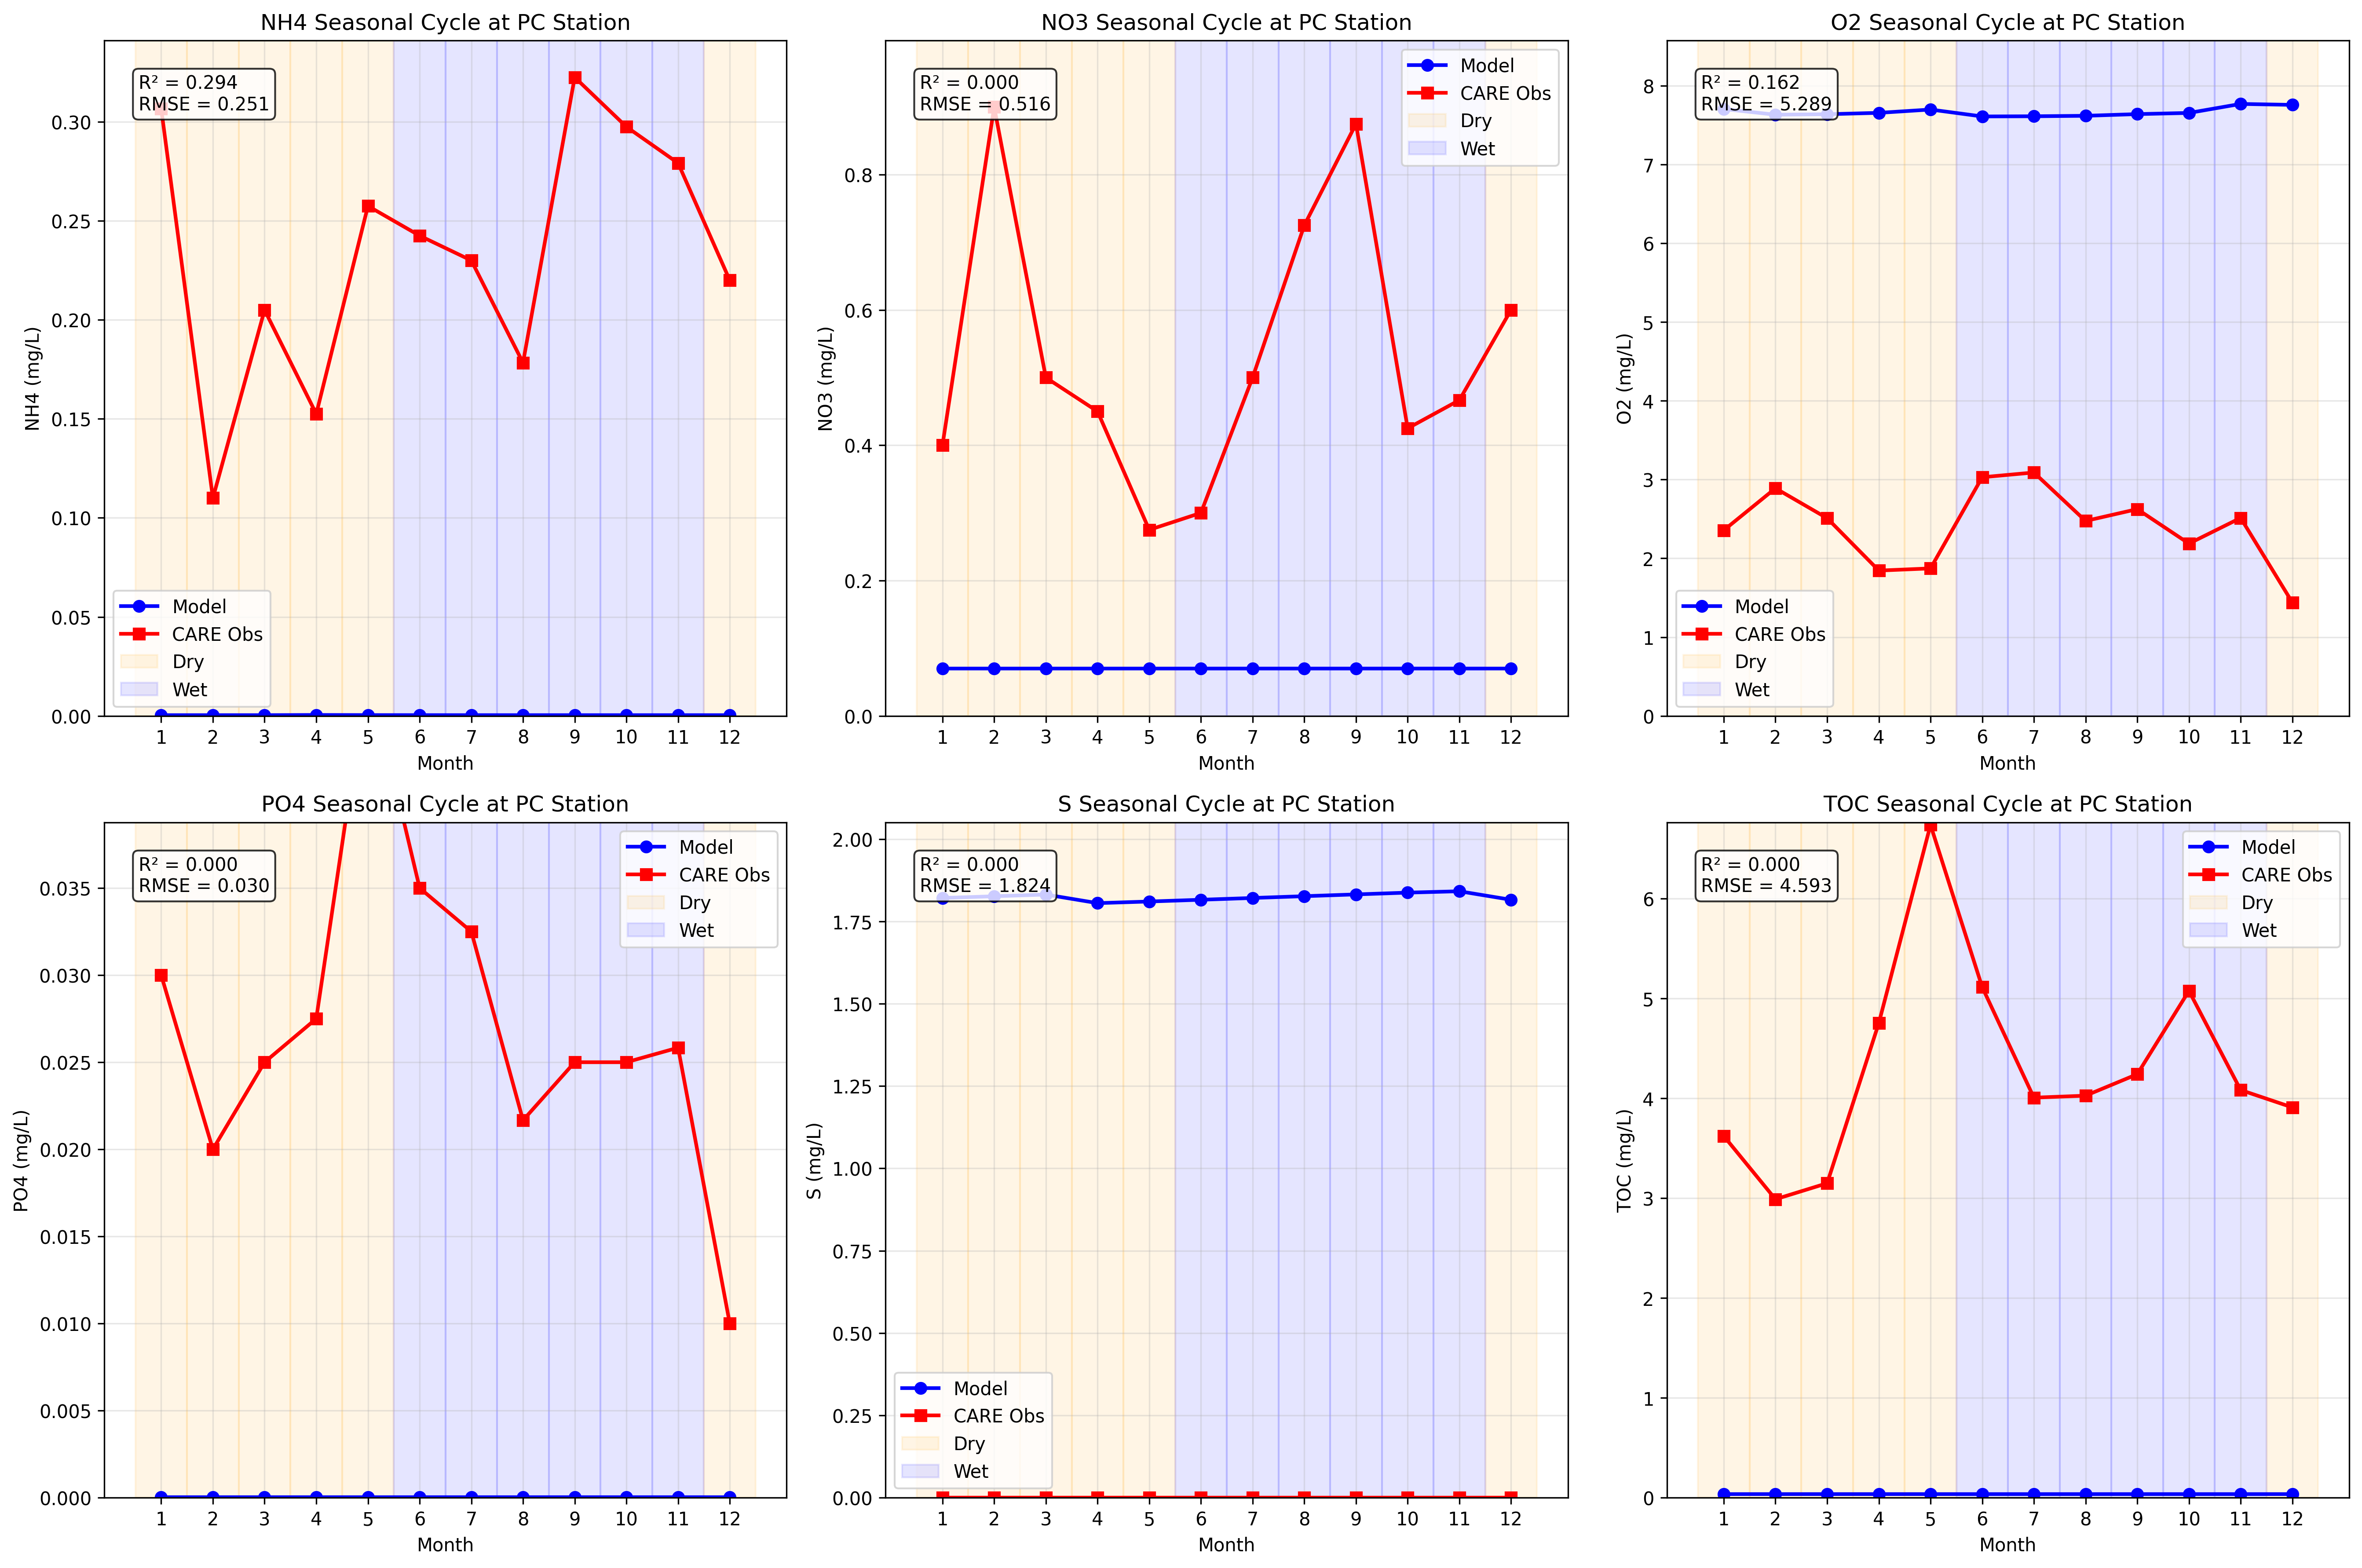 NH4 Seasonal Cycle at PC Station
R² = 0.294
RMSE = 0.251
0.30
0.25
0.20
0.15
0.10
0.05
0.00
NH4 (mg/L)
Model
CARE Obs
Dry
Wet
1 2 3 4 5 6 7 8 9 10 11 12
Month
NO3 Seasonal Cycle at PC Station
R² = 0.000
RMSE = 0.516
Model
CARE Obs
Dry
Wet
0.8
0.6
0.4
0.2
0.0
NO3 (mg/L)
1 2 3 4 5 6 7 8 9 10 11 12
Month
O2 Seasonal Cycle at PC Station
R² = 0.162
RMSE = 5.289
8
7
6
5
4
3
2
1
0
O2 (mg/L)
Model
CARE Obs
Dry
Wet
1 2 3 4 5 6 7 8 9 10 11 12
Month
PO4 Seasonal Cycle at PC Station
R² = 0.000
RMSE = 0.030
Model
CARE Obs
Dry
Wet
0.035
0.030
0.025
0.020
0.015
0.010
0.005
0.000
PO4 (mg/L)
1 2 3 4 5 6 7 8 9 10 11 12
Month
S Seasonal Cycle at PC Station
R² = 0.000
RMSE = 1.824
2.00
1.75
1.50
1.25
1.00
0.75
0.50
0.25
0.00
S (mg/L)
Model
CARE Obs
Dry
Wet
1 2 3 4 5 6 7 8 9 10 11 12
Month
TOC Seasonal Cycle at PC Station
R² = 0.000
RMSE = 4.593
Model
CARE Obs
Dry
Wet
6
5
4
3
2
1
0
TOC (mg/L)
1 2 3 4 5 6 7 8 9 10 11 12
Month